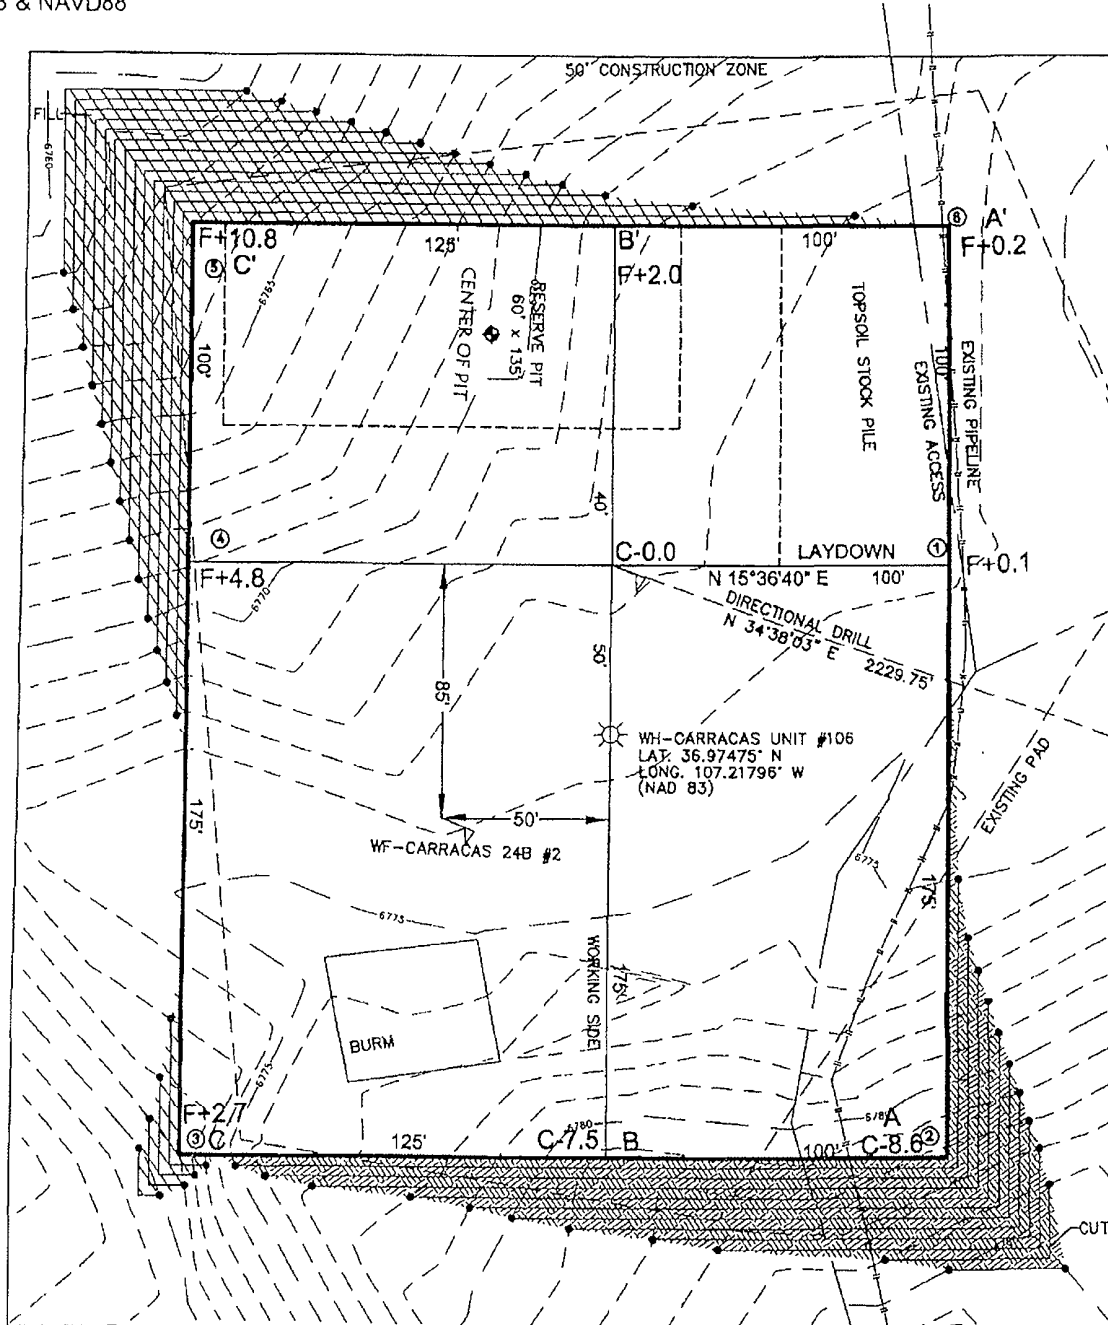 & NAVD88
50' CONSTRUCTION ZONE
FILL
6760
F+10.8
125'
B'
100'
6
A'
F+0.2
5
C'
F+2.0
6765
CENTER OF PIT
RESERVE PIT
60' x 135'
TOPSOIL STOCK PILE
100'
100'
EXISTING ACCESS
EXISTING PIPELINE
40'
4
C-0.0
LAYDOWN
1
F+4.8
N 15°36'40" E
100'
F+0.1
6770
DIRECTIONAL DRILL
N 34°38'03" E
2229.75'
50'
85'
WH-CARRACAS UNIT #106
LAT. 36.97475° N
LONG. 107.21796° W
(NAD 83)
EXISTING PAD
175'
50'
WF-CARRACAS 24B #2
6775
175'
6775
WORKING SIDE
175'
BURM
6775
F+2.7
3
C
125'
6780
C-7.5
B
6780
A
100'
C-8.6
2
CUT